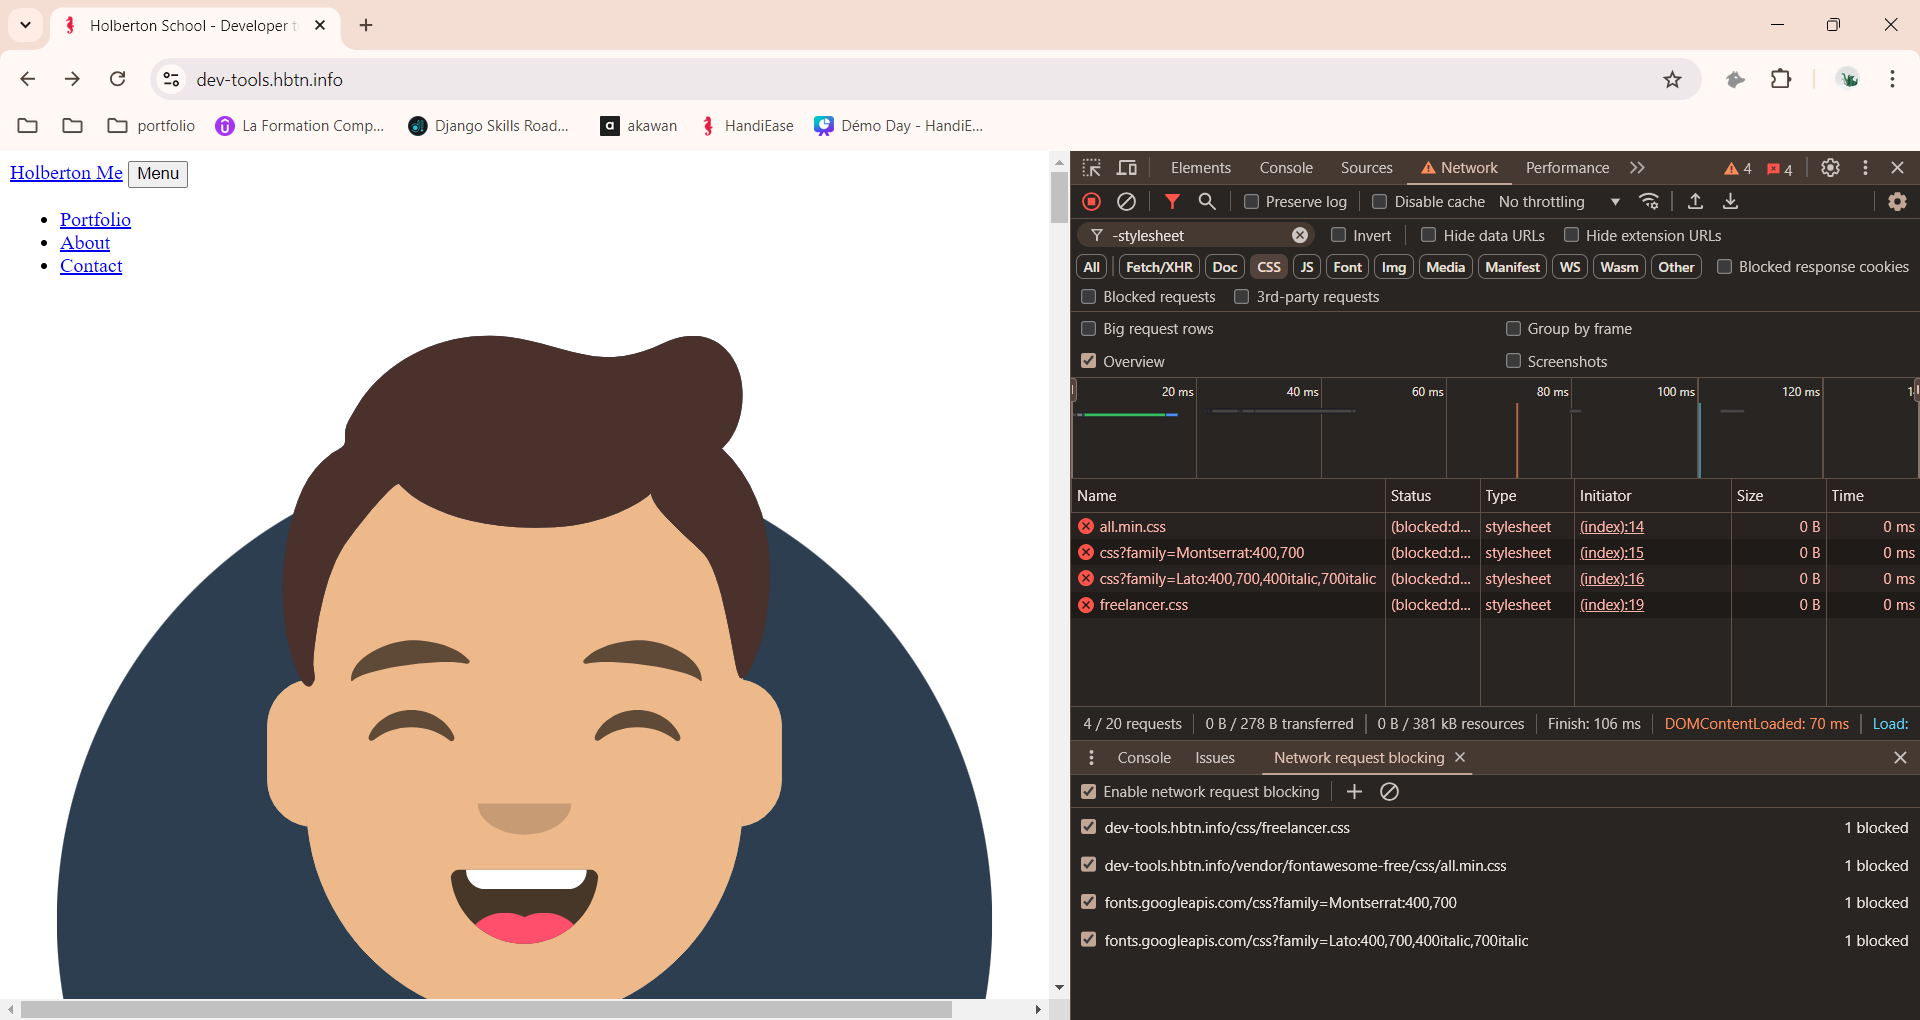 Holberton School - Developer t
dev-tools.hbtn.info
portfolio
La Formation Comp...
Django Skills Road...
akawan
HandiEase
Démo Day - HandiE...
Holberton Me Menu
Portfolio
About
Contact
Elements Console Sources Network Performance 4 4
Preserve log Disable cache No throttling
-stylesheet Invert Hide data URLs Hide extension URLs
All Fetch/XHR Doc CSS JS Font Img Media Manifest WS Wasm Other Blocked response cookies
Blocked requests 3rd-party requests
Big request rows Group by frame
Overview Screenshots
20 ms 40 ms 60 ms 80 ms 100 ms 120 ms
Name Status Type Initiator Size Time
all.min.css (blocked:d... stylesheet (index):14 0 B 0 ms
css?family=Montserrat:400,700 (blocked:d... stylesheet (index):15 0 B 0 ms
css?family=Lato:400,700,400italic,700italic (blocked:d... stylesheet (index):16 0 B 0 ms
freelancer.css (blocked:d... stylesheet (index):19 0 B 0 ms
4 / 20 requests 0 B / 278 B transferred 0 B / 381 kB resources Finish: 106 ms DOMContentLoaded: 70 ms Load:
Console Issues Network request blocking
Enable network request blocking
dev-tools.hbtn.info/css/freelancer.css 1 blocked
dev-tools.hbtn.info/vendor/fontawesome-free/css/all.min.css 1 blocked
fonts.googleapis.com/css?family=Montserrat:400,700 1 blocked
fonts.googleapis.com/css?family=Lato:400,700,400italic,700italic 1 blocked